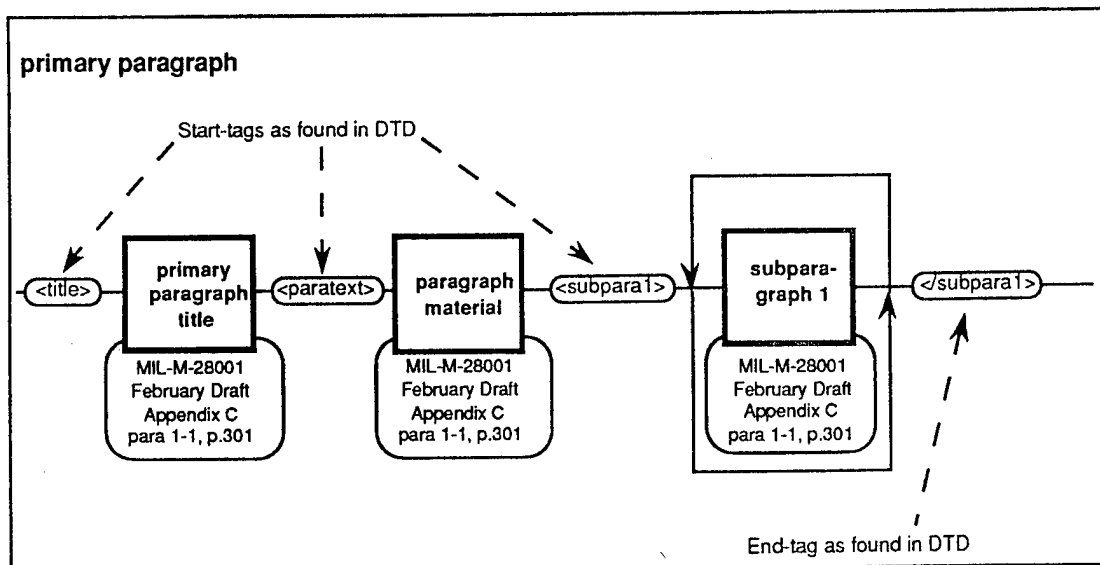 primary paragraph
Start-tags as found in DTD
<title>
primary
paragraph
title
<paratext>
paragraph
material
<subpara1>
subpara-
graph 1
</subpara1>
MIL-M-28001
February Draft
Appendix C
para 1-1, p.301
MIL-M-28001
February Draft
Appendix C
para 1-1, p.301
MIL-M-28001
February Draft
Appendix C
para 1-1, p.301
End-tag as found in DTD